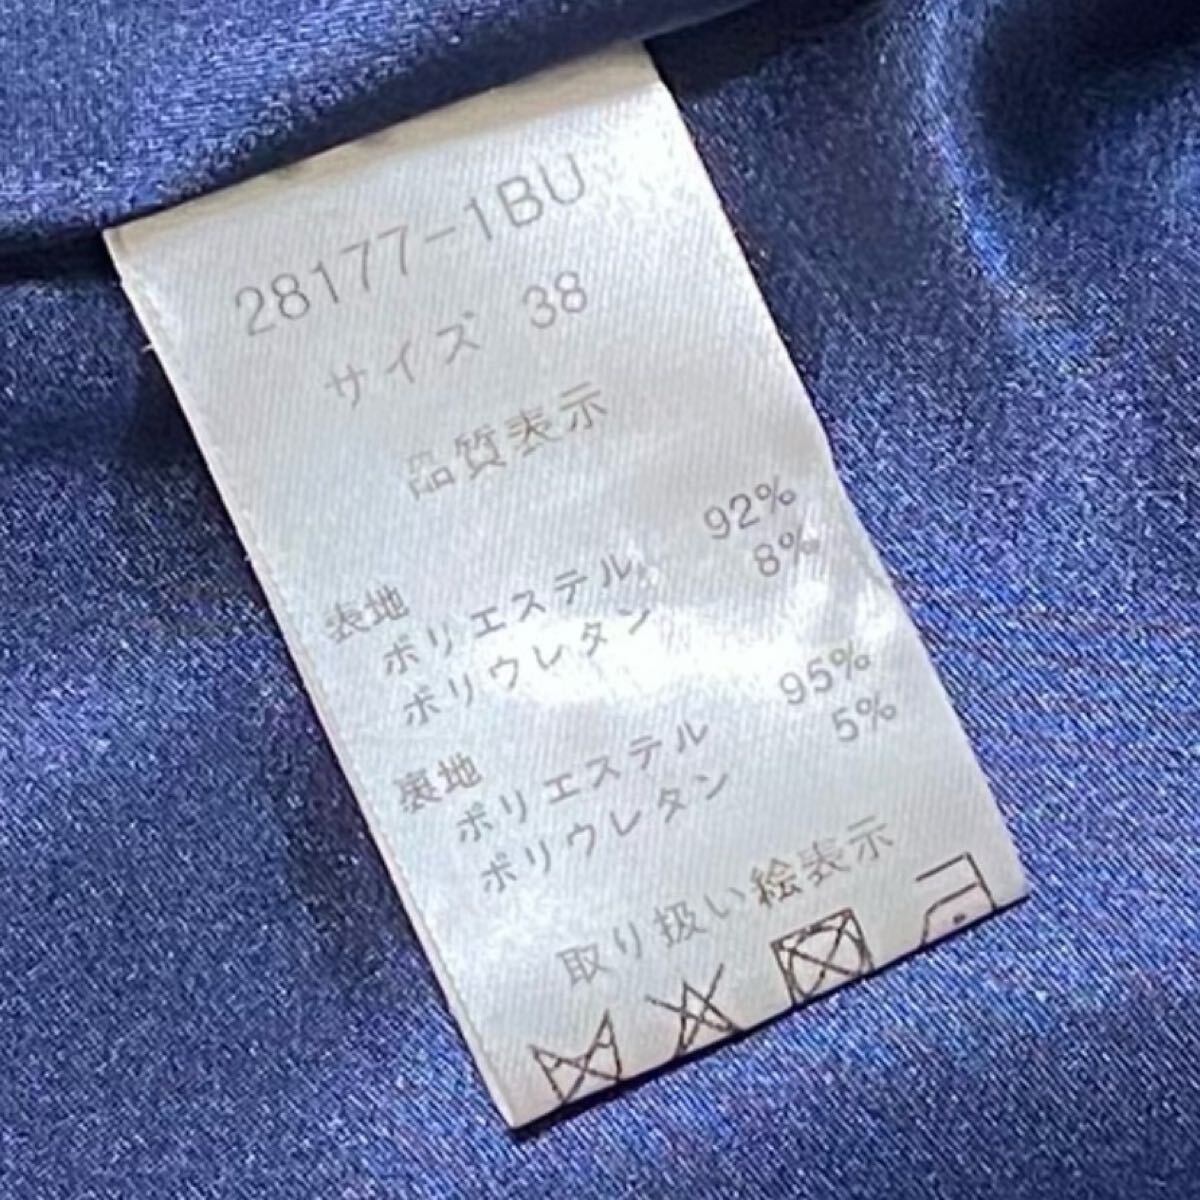 28177-1BU
サイズ 38
品質表示
表地
ポリエステル 92%
ポリウレタン 8%
裏地
ポリエステル 95%
ポリウレタン 5%
取り扱い絵表示